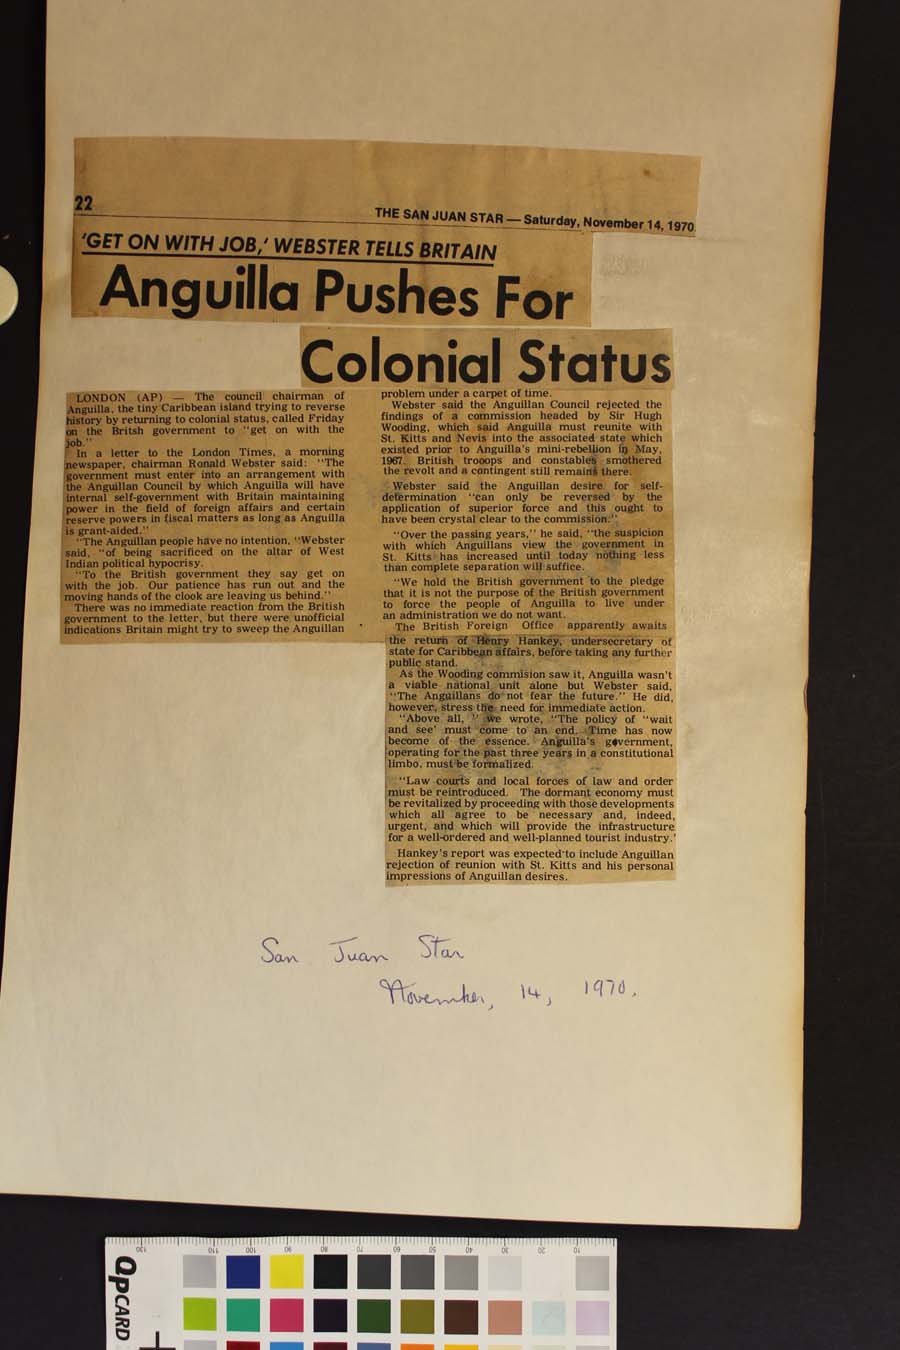 22
THE SAN JUAN STAR — Saturday, November 14, 1970
'GET ON WITH JOB,' WEBSTER TELLS BRITAIN
Anguilla Pushes For
Colonial Status
LONDON (AP) — The council chairman of
Anguilla, the tiny Caribbean island trying to reverse
history by returning to colonial status, called Friday
on the Britsh government to "get on with the
job."
In a letter to the London Times, a morning
newspaper, chairman Ronald Webster said: "The
government must enter into an arrangement with
the Anguillan Council by which Anguilla will have
internal self-government with Britain maintaining
power in the field of foreign affairs and certain
reserve powers in fiscal matters as long as Anguilla
is grant-aided."
"The Anguillan people have no intention, "Webster
said, "of being sacrificed on the altar of West
Indian political hypocrisy.
"To the British government they say get on
with the job. Our patience has run out and the
moving hands of the clook are leaving us behind."
There was no immediate reaction from the British
government to the letter, but there were unofficial
indications Britain might try to sweep the Anguillan
problem under a carpet of time.
Webster said the Anguillan Council rejected the
findings of a commission headed by Sir Hugh
Wooding, which said Anguilla must reunite with
St. Kitts and Nevis into the associated state which
existed prior to Anguilla's mini-rebellion in May,
1967. British trooops and constables smothered
the revolt and a contingent still remains there.
Webster said the Anguillan desire for self-
determination "can only be reversed by the
application of superior force and this ought to
have been crystal clear to the commission."
"Over the passing years," he said, "the suspicion
with which Anguillans view the government in
St. Kitts has increased until today nothing less
than complete separation will suffice.
"We hold the British government to the pledge
that it is not the purpose of the British government
to force the people of Anguilla to live under
an administration we do not want.
The British Foreign Office apparently awaits
the return of Henry Hankey, undersecretary of
state for Caribbean affairs, before taking any further
public stand.
As the Wooding commision saw it, Anguilla wasn't
a viable national unit alone but Webster said,
"The Anguillans do not fear the future." He did,
however, stress the need for immediate action.
"Above all, " we wrote, "The policy of "wait
and see' must come to an end. Time has now
become of the essence. Anguilla's government,
operating for the past three years in a constitutional
limbo, must be formalized.
"Law courts and local forces of law and order
must be reintroduced. The dormant economy must
be revitalized by proceeding with those developments
which all agree to be necessary and, indeed,
urgent, and which will provide the infrastructure
for a well-ordered and well-planned tourist industry.'
Hankey's report was expected to include Anguillan
rejection of reunion with St. Kitts and his personal
impressions of Anguillan desires.
San Juan Star
November, 14, 1970.
130 110 100 90 80 70 60 50 40 30 20 10
QPCARD